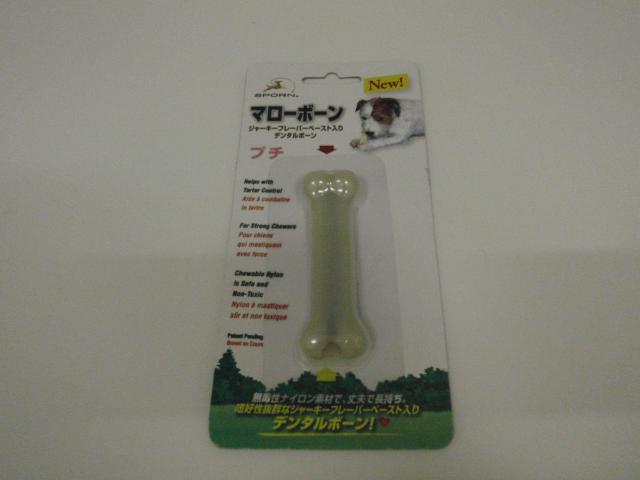 New!
SPORN®
マローボーン
ジャーキーフレーバーペースト入り
デンタルボーン
プチ
Helps with
Tartar Control
Aide à combattre
le tartre
For Strong Chewers
Pour chiens
qui mastiquent
avec force
Chewable Nylon
is Safe and
Non-Toxic
Nylon à mastiquer
sûr et non toxique
Patent Pending
Brevet en Cours
無毒性ナイロン素材で、丈夫で長持ち。
嗜好性抜群なジャーキーフレーバーペースト入り
デンタルボーン!